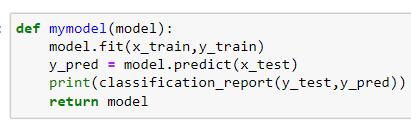 def mymodel(model):
    model.fit(x_train,y_train)
    y_pred = model.predict(x_test)
    print(classification_report(y_test,y_pred))
    return model